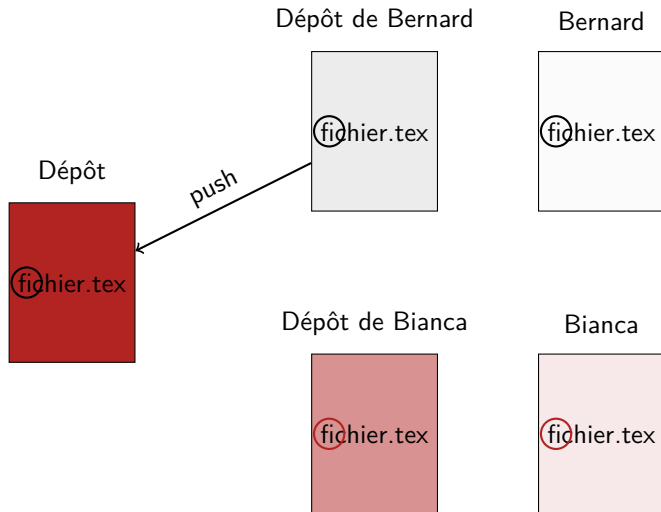 Dépôt de Bernard
Bernard
fichier.tex
fichier.tex
push
Dépôt
fichier.tex
Dépôt de Bianca
Bianca
fichier.tex
fichier.tex